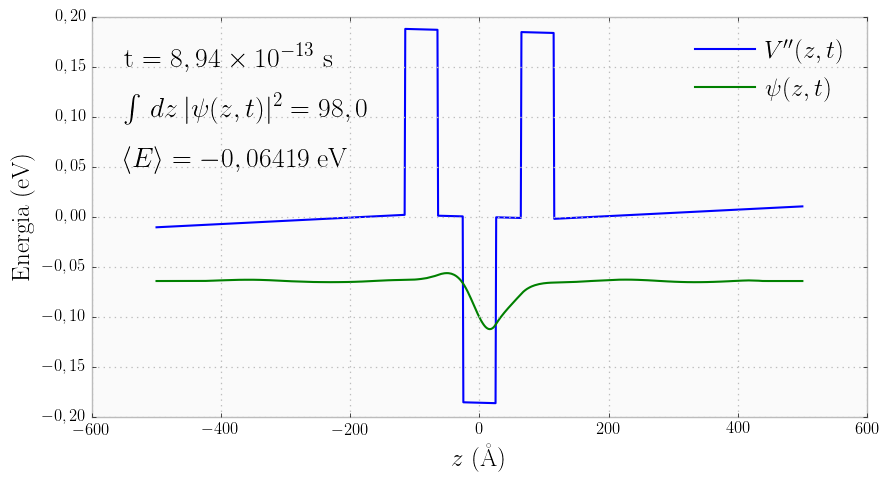 0,20
0,15
0,10
0,05
0,00
−0,05
−0,10
−0,15
−0,20
Energia (eV)
t = 8,94 × 10⁻¹³ s
∫ dz |ψ(z, t)|² = 98,0
⟨E⟩ = −0,06419 eV
V′′(z, t)
ψ(z, t)
−600 −400 −200 0 200 400 600
z (Å)